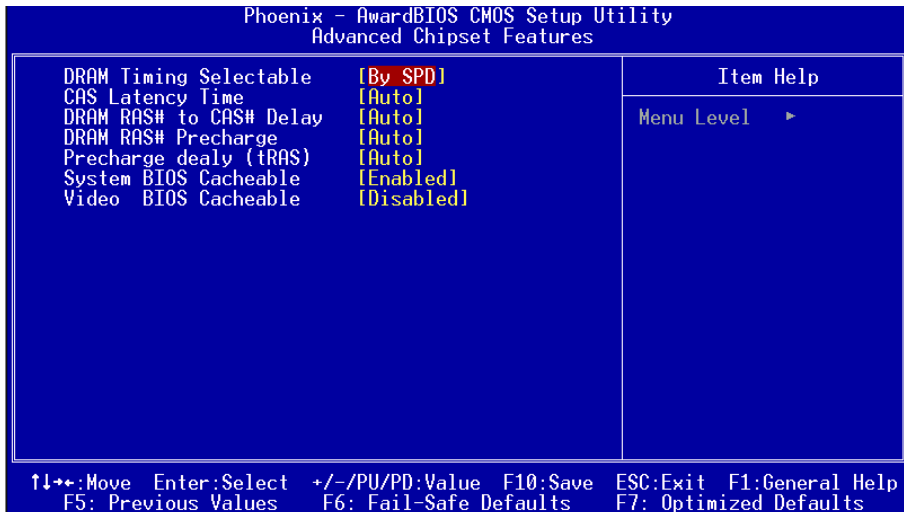 Phoenix - AwardBIOS CMOS Setup Utility
Advanced Chipset Features
DRAM Timing Selectable [By SPD]
CAS Latency Time [Auto]
DRAM RAS# to CAS# Delay [Auto]
DRAM RAS# Precharge [Auto]
Precharge dealy (tRAS) [Auto]
System BIOS Cacheable [Enabled]
Video BIOS Cacheable [Disabled]
Item Help
Menu Level ►
↑↓→←:Move Enter:Select +/-/PU/PD:Value F10:Save ESC:Exit F1:General Help
F5: Previous Values F6: Fail-Safe Defaults F7: Optimized Defaults